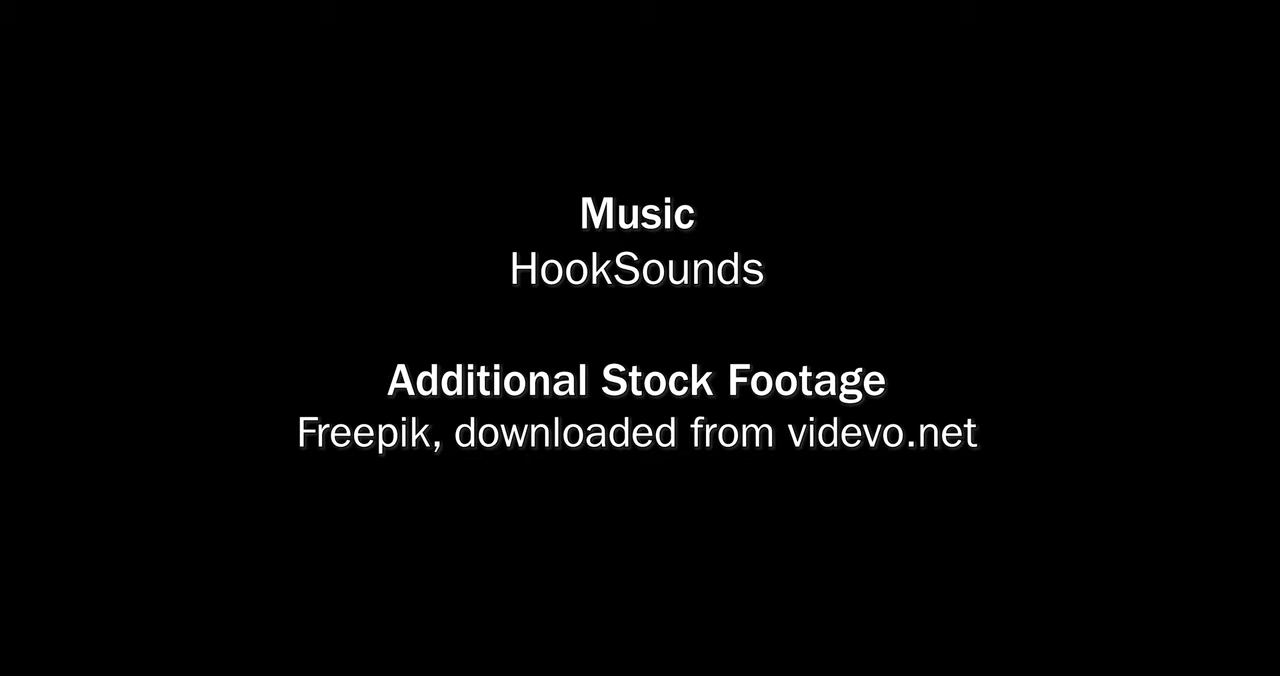 Music
HookSounds
Additional Stock Footage
Freepik, downloaded from videvo.net